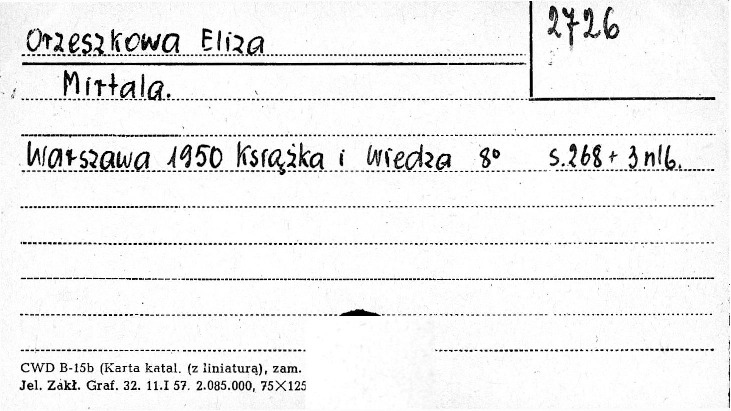 2726
Orzeszkowa Eliza
Mirtala.
Warszawa 1950 Książka i Wiedza 8° s. 268 + 3 nlb.
CWD B-15b (Karta katal. (z liniaturą), zam.
Jel. Zakł. Graf. 32. 11.I 57. 2.085.000, 75×125